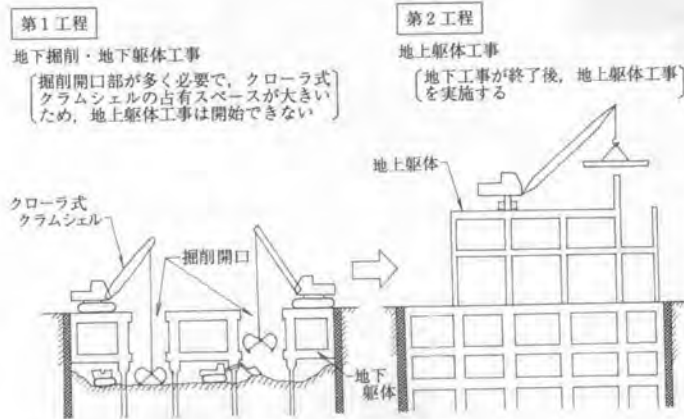 第1工程
地下掘削・地下躯体工事
掘削開口部が多く必要で，クローラ式
クラムシェルの占有スペースが大きい
ため，地上躯体工事は開始できない
クローラ式
クラムシェル
掘削開口
地下
躯体
第2工程
地上躯体工事
地下工事が終了後，地上躯体工事
を実施する
地上躯体